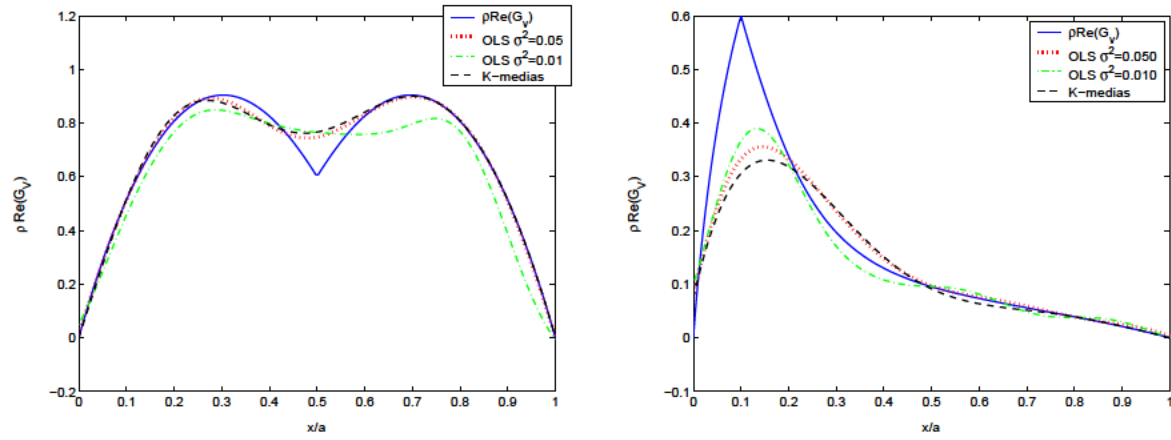 1.2
1
0.8
0.6
0.4
0.2
0
−0.2
ρ Re(G_V)
0 0.1 0.2 0.3 0.4 0.5 0.6 0.7 0.8 0.9 1
x/a
ρRe(G_V)
OLS σ²=0.05
OLS σ²=0.01
K−medias
0.6
0.5
0.4
0.3
0.2
0.1
0
−0.1
ρ Re(G_V)
0 0.1 0.2 0.3 0.4 0.5 0.6 0.7 0.8 0.9 1
x/a
ρRe(G_V)
OLS σ²=0.050
OLS σ²=0.010
K−medias